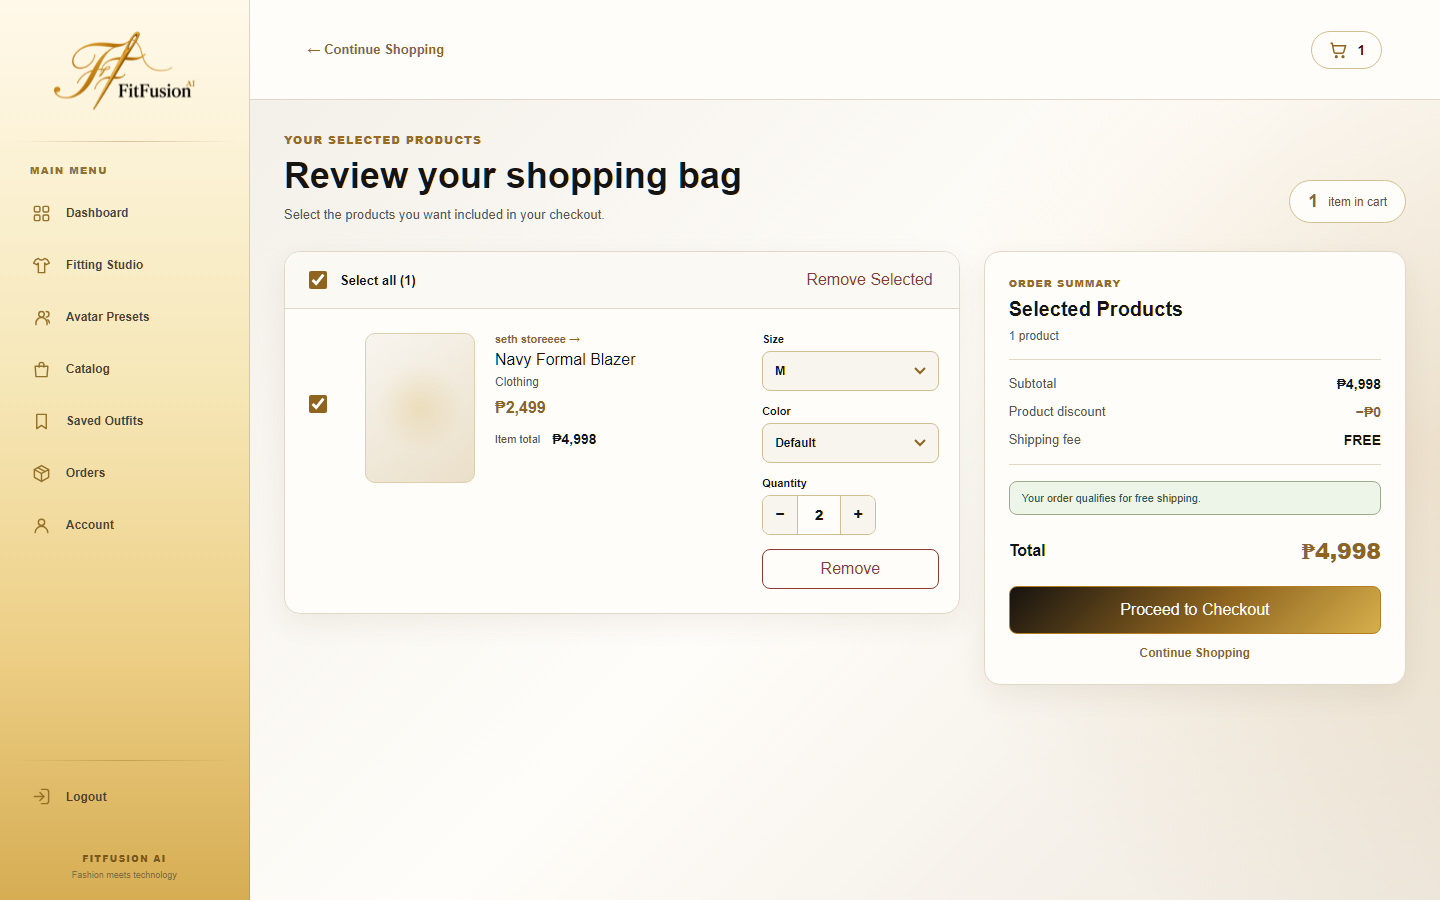 FitFusion AI
MAIN MENU
Dashboard
Fitting Studio
Avatar Presets
Catalog
Saved Outfits
Orders
Account
Logout
FITFUSION AI
Fashion meets technology
← Continue Shopping
1
YOUR SELECTED PRODUCTS
Review your shopping bag
Select the products you want included in your checkout.
1 item in cart
Select all (1)
Remove Selected
seth storeeee →
Navy Formal Blazer
Clothing
₱2,499
Item total ₱4,998
Size
M
Color
Default
Quantity
− 2 +
Remove
ORDER SUMMARY
Selected Products
1 product
Subtotal ₱4,998
Product discount −₱0
Shipping fee FREE
Your order qualifies for free shipping.
Total ₱4,998
Proceed to Checkout
Continue Shopping